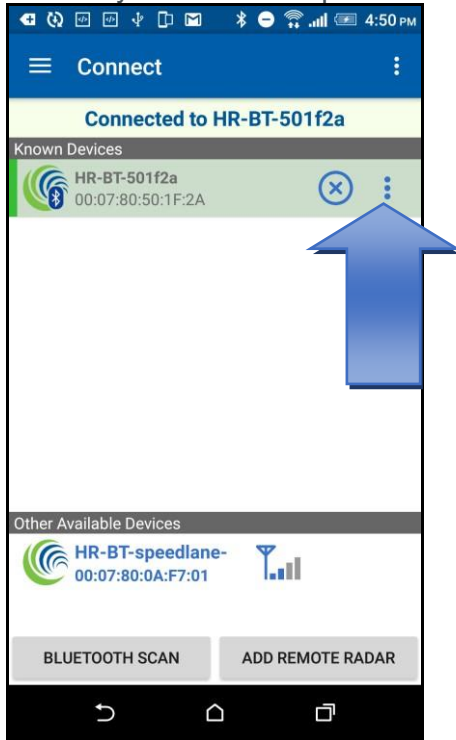 4:50 PM
Connect
Connected to HR-BT-501f2a
Known Devices
HR-BT-501f2a
00:07:80:50:1F:2A
Other Available Devices
HR-BT-speedlane-
00:07:80:0A:F7:01
BLUETOOTH SCAN
ADD REMOTE RADAR